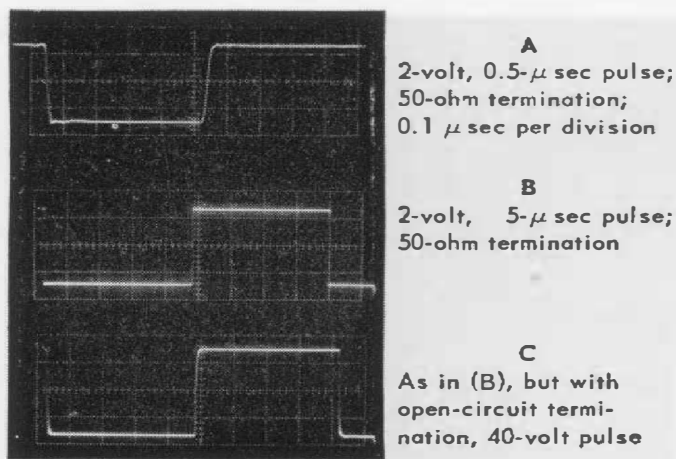 A
2-volt, 0.5-μ sec pulse;
50-ohm termination;
0.1 μ sec per division
B
2-volt, 5-μ sec pulse;
50-ohm termination
C
As in (B), but with
open-circuit termi-
nation, 40-volt pulse